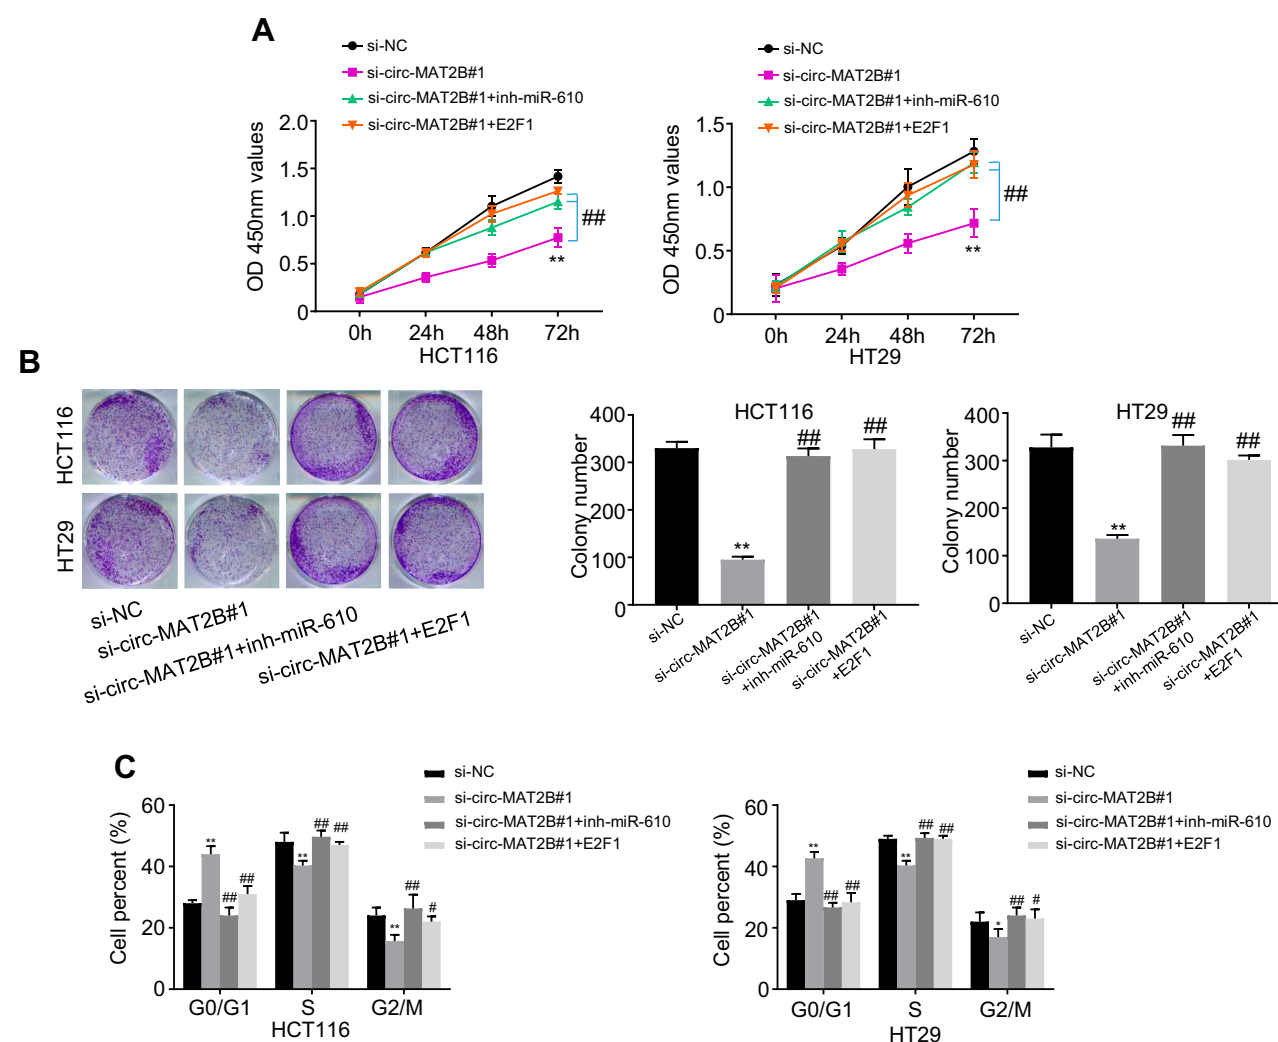 A
si-NC
si-circ-MAT2B#1
si-circ-MAT2B#1+inh-miR-610
si-circ-MAT2B#1+E2F1
OD 450nm values
2.0
1.5
1.0
0.5
0
##
**
0h 24h 48h 72h
HCT116
si-NC
si-circ-MAT2B#1
si-circ-MAT2B#1+inh-miR-610
si-circ-MAT2B#1+E2F1
OD 450nm values
1.5
1.0
0.5
0
##
**
0h 24h 48h 72h
HT29
B
HCT116
HT29
si-NC
si-circ-MAT2B#1
si-circ-MAT2B#1+inh-miR-610
si-circ-MAT2B#1+E2F1
HCT116
Colony number
400
300
200
100
0
**
##
##
si-NC
si-circ-MAT2B#1
si-circ-MAT2B#1
+inh-miR-610
si-circ-MAT2B#1
+E2F1
HT29
Colony number
400
300
200
100
0
**
##
##
si-NC
si-circ-MAT2B#1
si-circ-MAT2B#1
+inh-miR-610
si-circ-MAT2B#1
+E2F1
C
si-NC
si-circ-MAT2B#1
si-circ-MAT2B#1+inh-miR-610
si-circ-MAT2B#1+E2F1
Cell percent (%)
60
40
20
0
** ## ##
** ## ##
** ## #
G0/G1 S G2/M
HCT116
si-NC
si-circ-MAT2B#1
si-circ-MAT2B#1+inh-miR-610
si-circ-MAT2B#1+E2F1
Cell percent (%)
60
40
20
0
** ## ##
** ## ##
* ## #
G0/G1 S G2/M
HT29